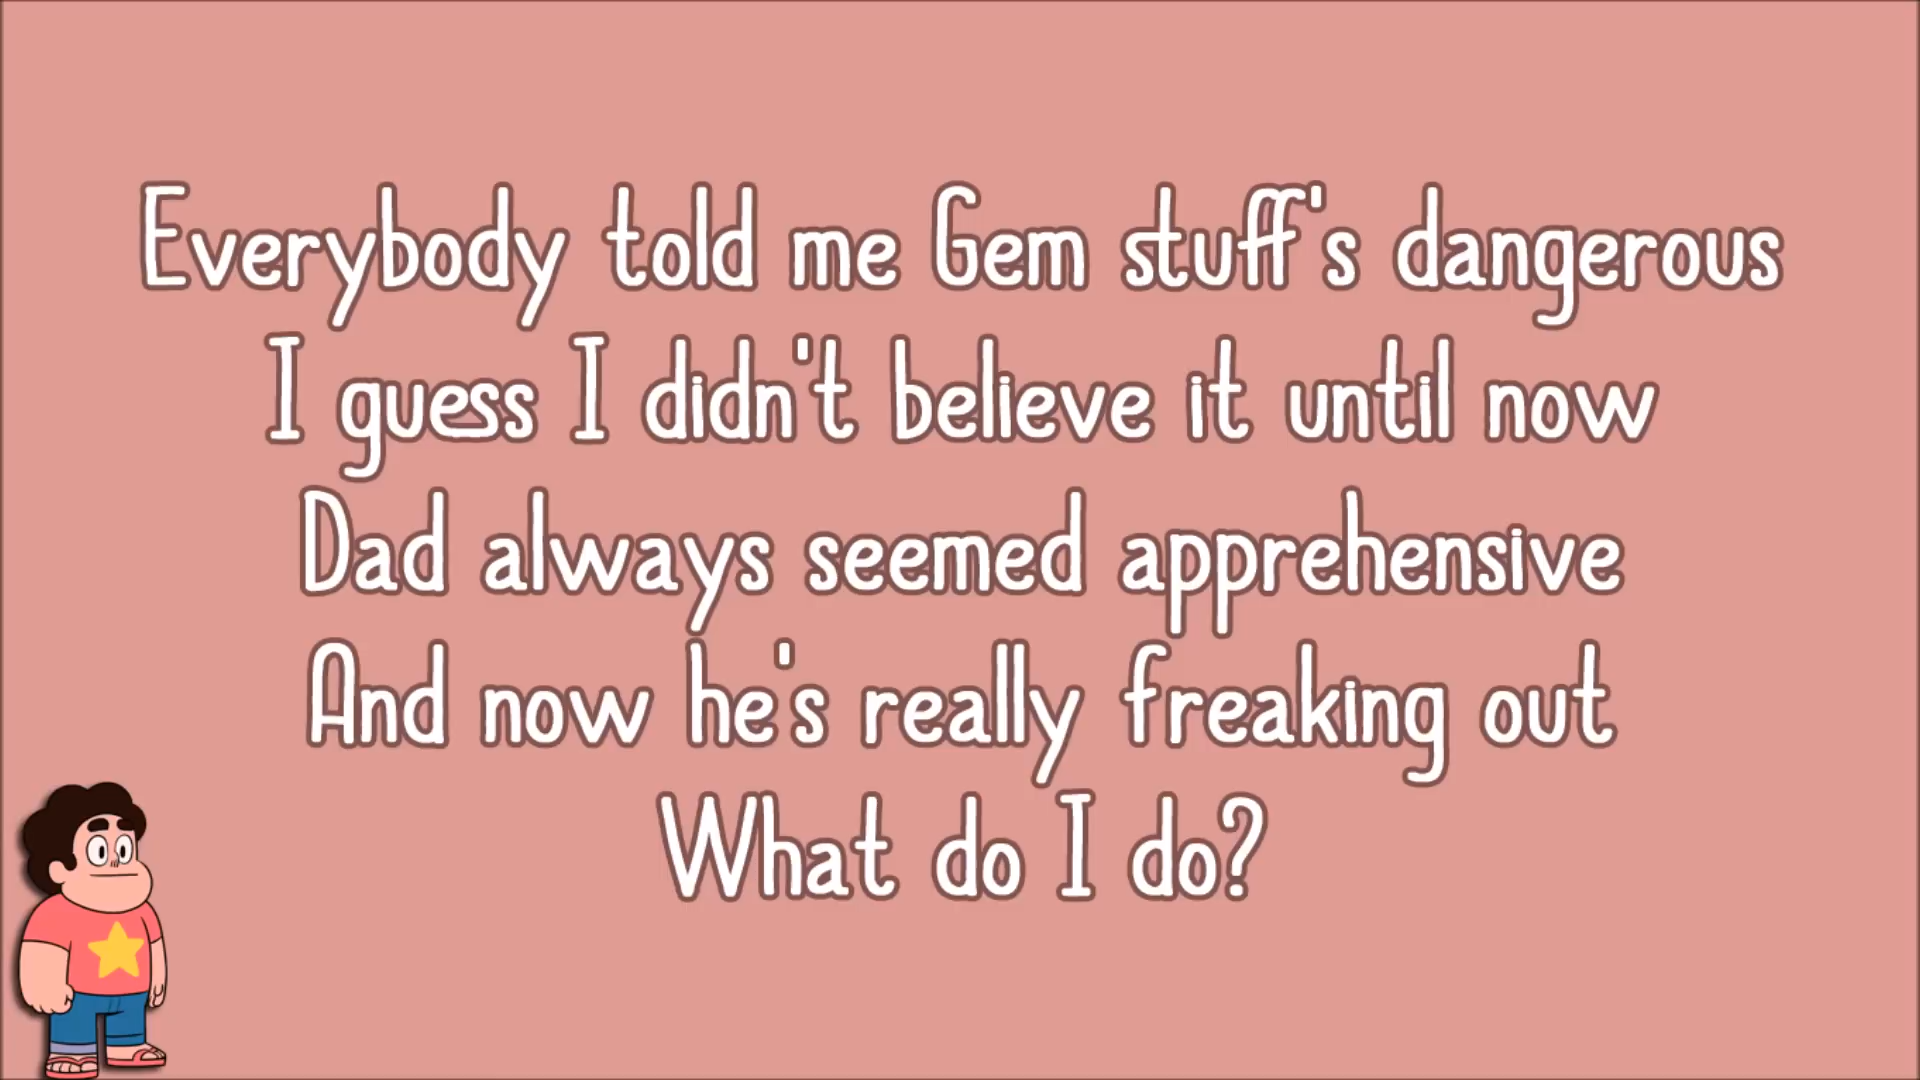 Everybody told me Gem stuff's dangerous
I guess I didn't believe it until now
Dad always seemed apprehensive
And now he's really freaking out
What do I do?